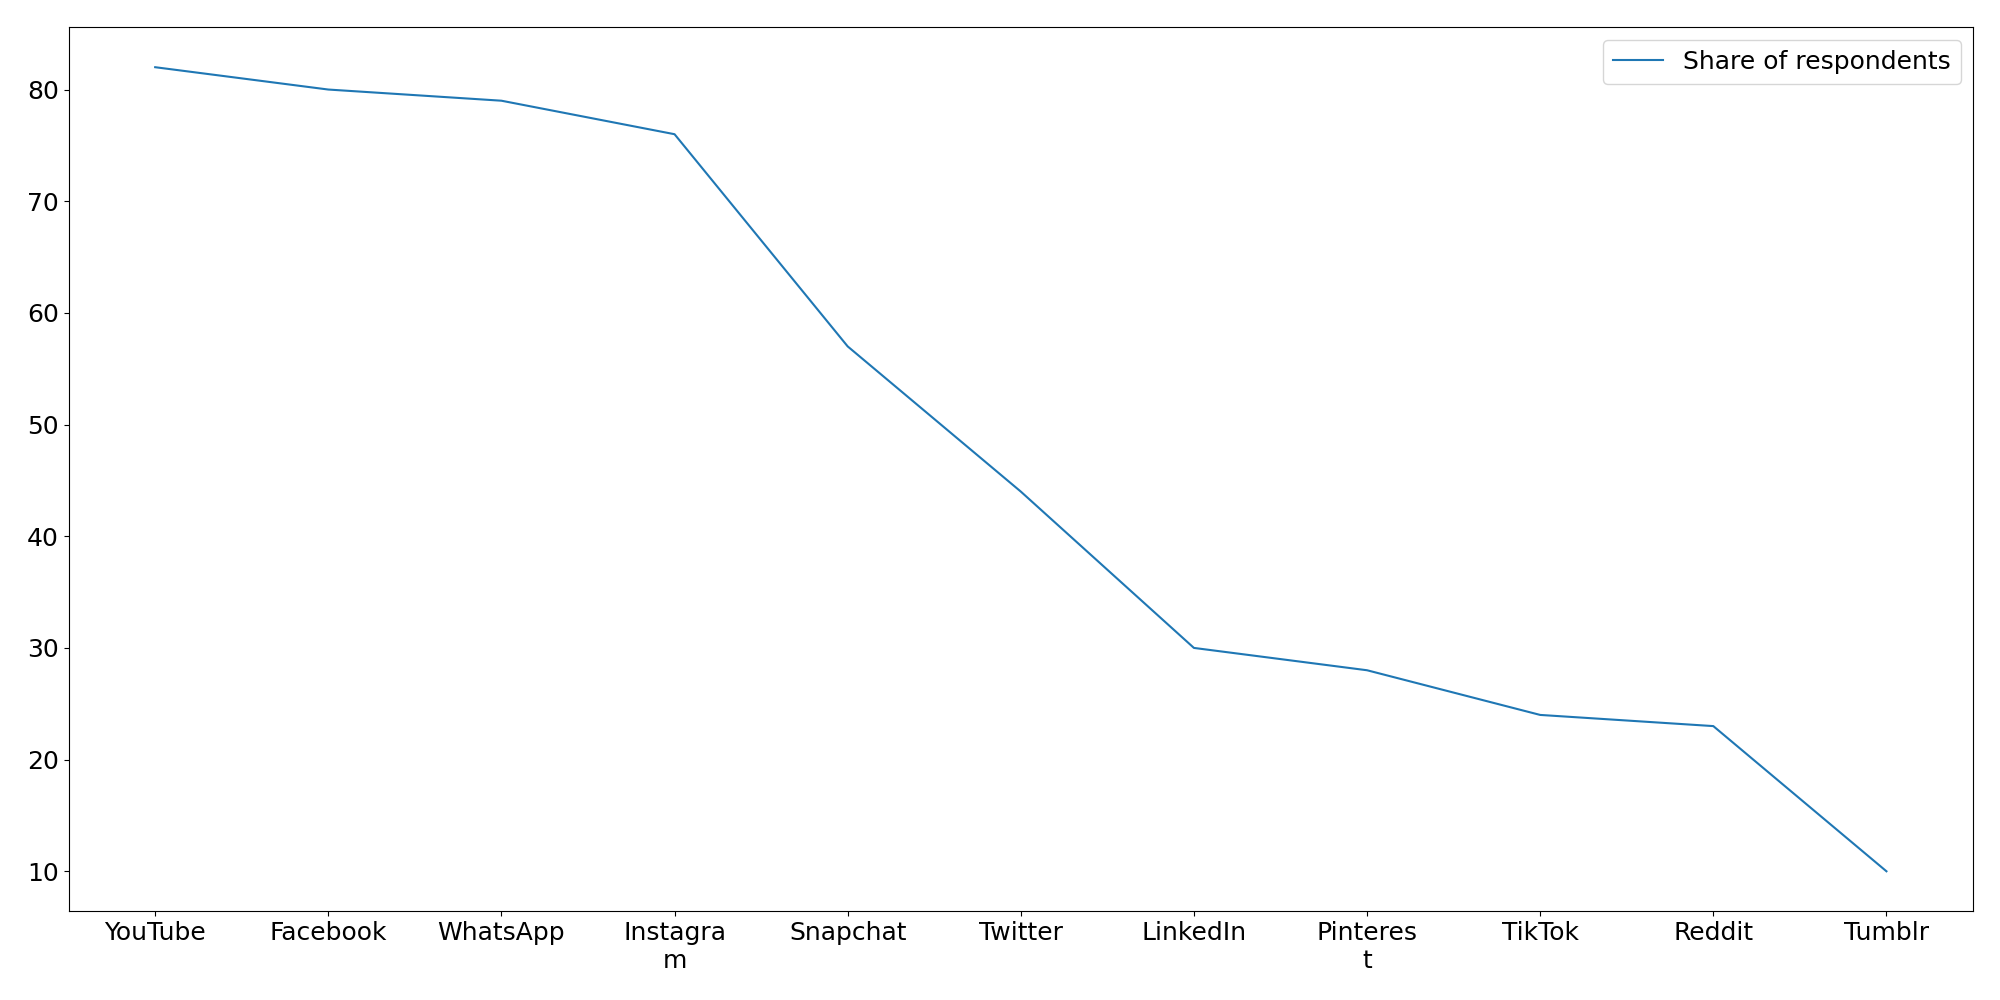 Share of respondents
80
70
60
50
40
30
20
10
YouTube Facebook WhatsApp Instagra Snapchat Twitter LinkedIn Pinteres TikTok Reddit Tumblr
m t